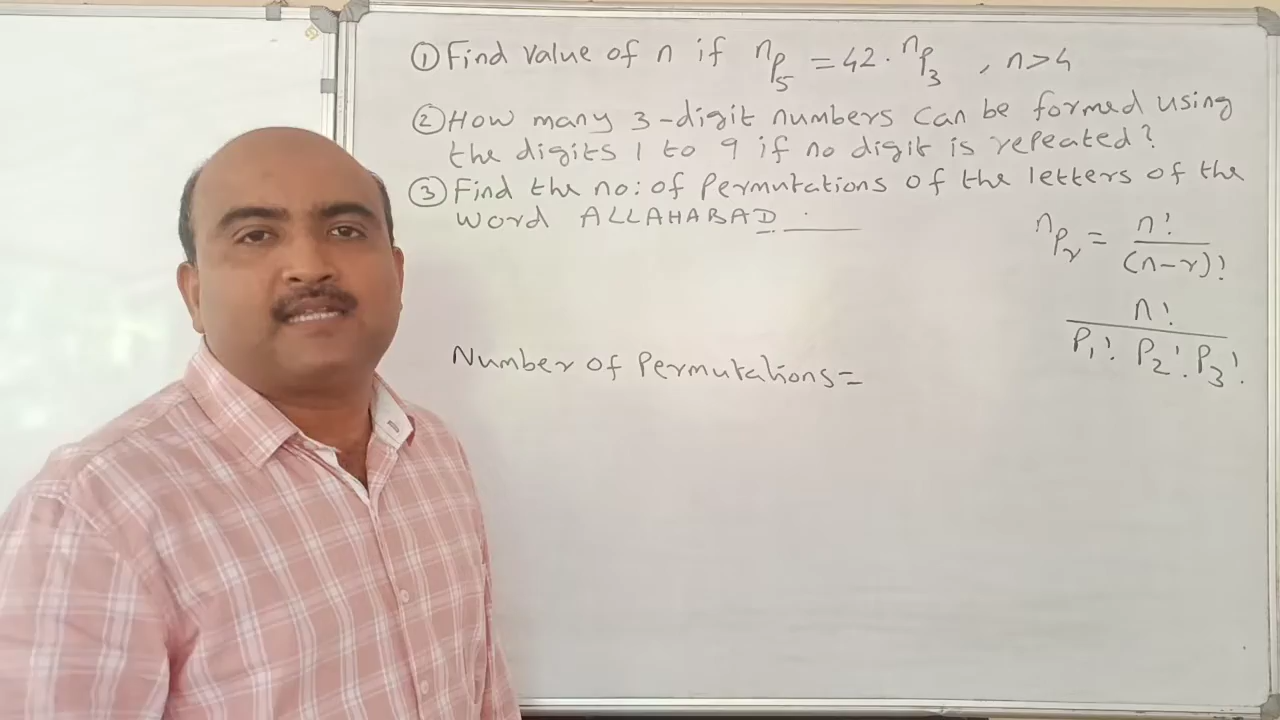 ① Find value of n if ⁿP₅ = 42 · ⁿP₃ , n > 4
② How many 3-digit numbers can be formed using
the digits 1 to 9 if no digit is repeated?
③ Find the no: of Permutations of the letters of the
word ALLAHABAD.
ⁿPᵣ = n! / (n-r)!
n! / P₁! P₂! P₃!
Number of Permutations =